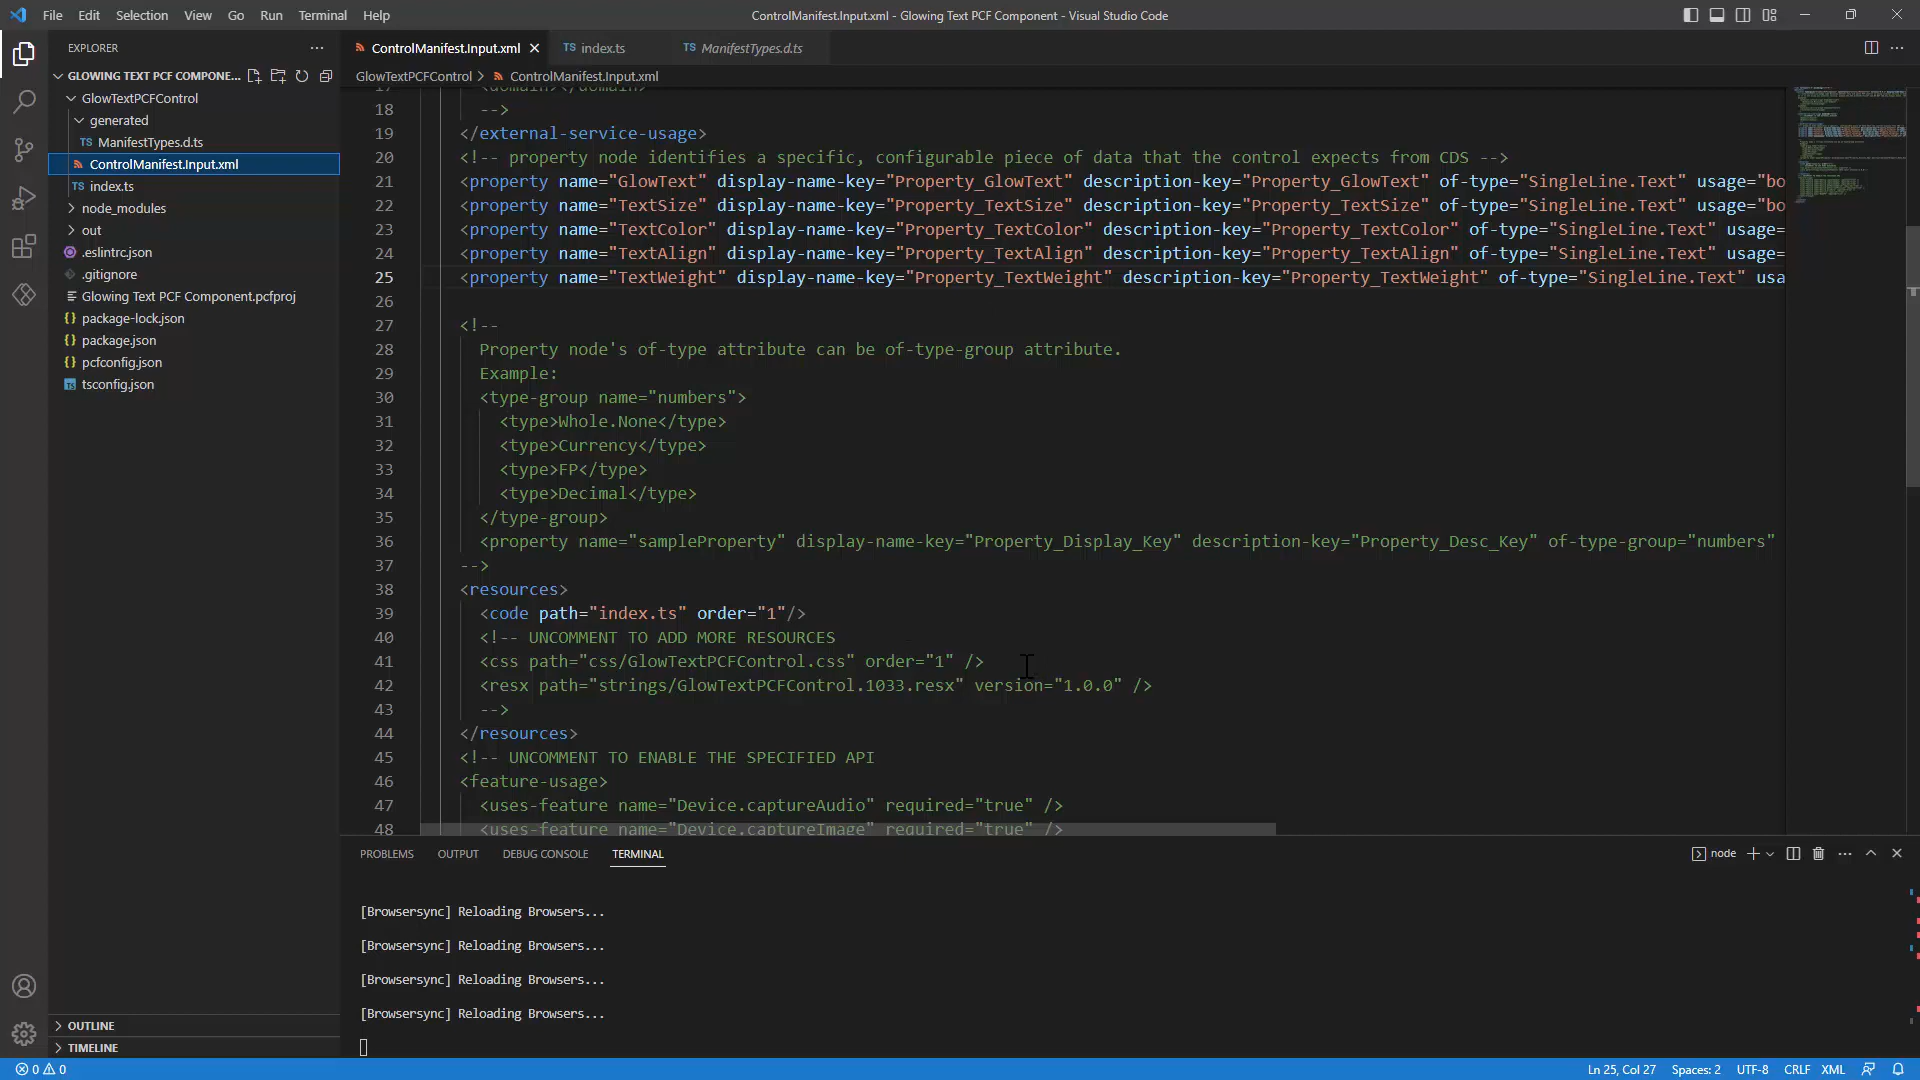 File Edit Selection View Go Run Terminal Help
ControlManifest.Input.xml - Glowing Text PCF Component - Visual Studio Code
EXPLORER
GLOWING TEXT PCF COMPONE...
GlowTextPCFControl
generated
TS ManifestTypes.d.ts
ControlManifest.Input.xml
TS index.ts
node_modules
out
.eslintrc.json
.gitignore
Glowing Text PCF Component.pcfproj
{} package-lock.json
{} package.json
{} pcfconfig.json
TS tsconfig.json
OUTLINE
TIMELINE
ControlManifest.Input.xml TS index.ts TS ManifestTypes.d.ts
GlowTextPCFControl > ControlManifest.Input.xml
17 <domain></domain>
18 -->
19 </external-service-usage>
20 <!-- property node identifies a specific, configurable piece of data that the control expects from CDS -->
21 <property name="GlowText" display-name-key="Property_GlowText" description-key="Property_GlowText" of-type="SingleLine.Text" usage="bo
22 <property name="TextSize" display-name-key="Property_TextSize" description-key="Property_TextSize" of-type="SingleLine.Text" usage="bo
23 <property name="TextColor" display-name-key="Property_TextColor" description-key="Property_TextColor" of-type="SingleLine.Text" usage=
24 <property name="TextAlign" display-name-key="Property_TextAlign" description-key="Property_TextAlign" of-type="SingleLine.Text" usage=
25 <property name="TextWeight" display-name-key="Property_TextWeight" description-key="Property_TextWeight" of-type="SingleLine.Text" usa
26
27 <!--
28 Property node's of-type attribute can be of-type-group attribute.
29 Example:
30 <type-group name="numbers">
31 <type>Whole.None</type>
32 <type>Currency</type>
33 <type>FP</type>
34 <type>Decimal</type>
35 </type-group>
36 <property name="sampleProperty" display-name-key="Property_Display_Key" description-key="Property_Desc_Key" of-type-group="numbers"
37 -->
38 <resources>
39 <code path="index.ts" order="1"/>
40 <!-- UNCOMMENT TO ADD MORE RESOURCES
41 <css path="css/GlowTextPCFControl.css" order="1" />
42 <resx path="strings/GlowTextPCFControl.1033.resx" version="1.0.0" />
43 -->
44 </resources>
45 <!-- UNCOMMENT TO ENABLE THE SPECIFIED API
46 <feature-usage>
47 <uses-feature name="Device.captureAudio" required="true" />
48 <uses-feature name="Device.captureImage" required="true" />
PROBLEMS OUTPUT DEBUG CONSOLE TERMINAL
node
[Browsersync] Reloading Browsers...
[Browsersync] Reloading Browsers...
[Browsersync] Reloading Browsers...
[Browsersync] Reloading Browsers...
0 0
Ln 25, Col 27 Spaces: 2 UTF-8 CRLF XML